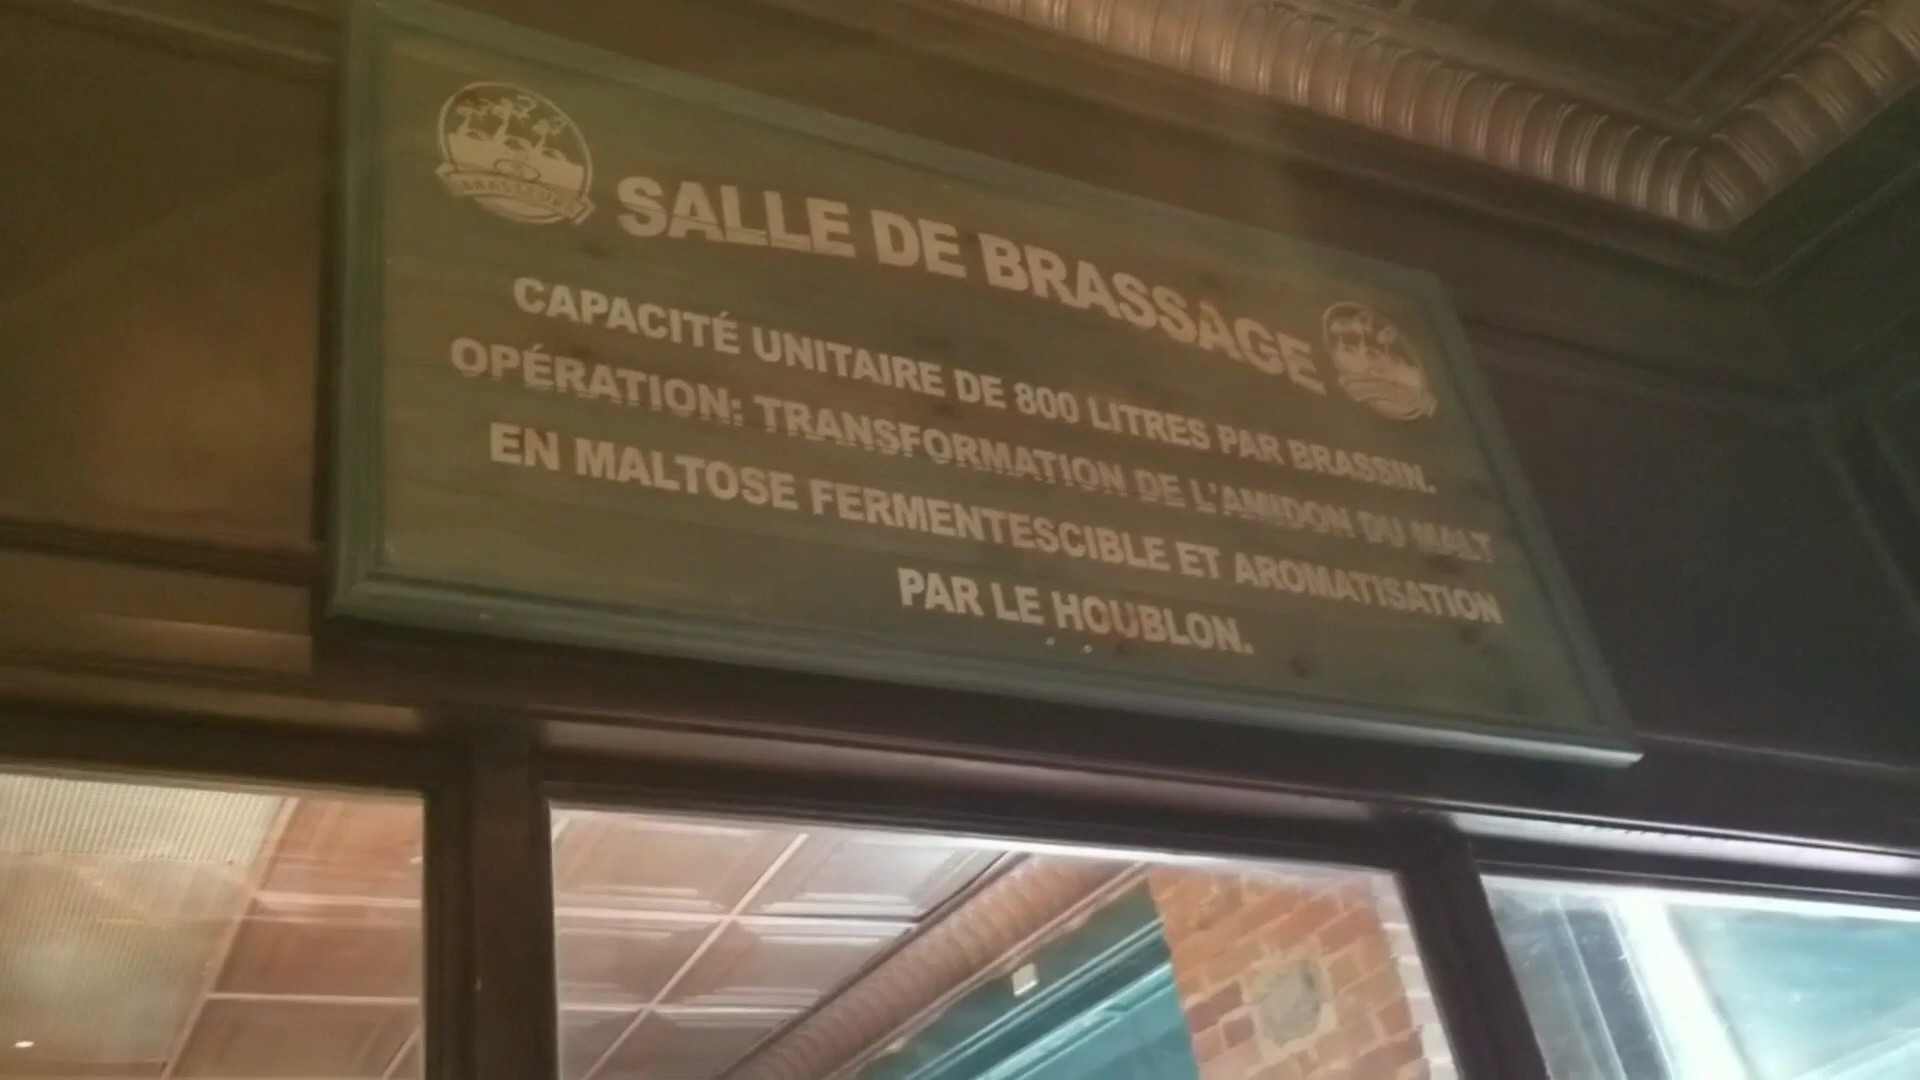 SALLE DE BRASSAGE
CAPACITÉ UNITAIRE DE 800 LITRES PAR BRASSIN.
OPÉRATION: TRANSFORMATION DE L'AMIDON DU MALT
EN MALTOSE FERMENTESCIBLE ET AROMATISATION
PAR LE HOUBLON.